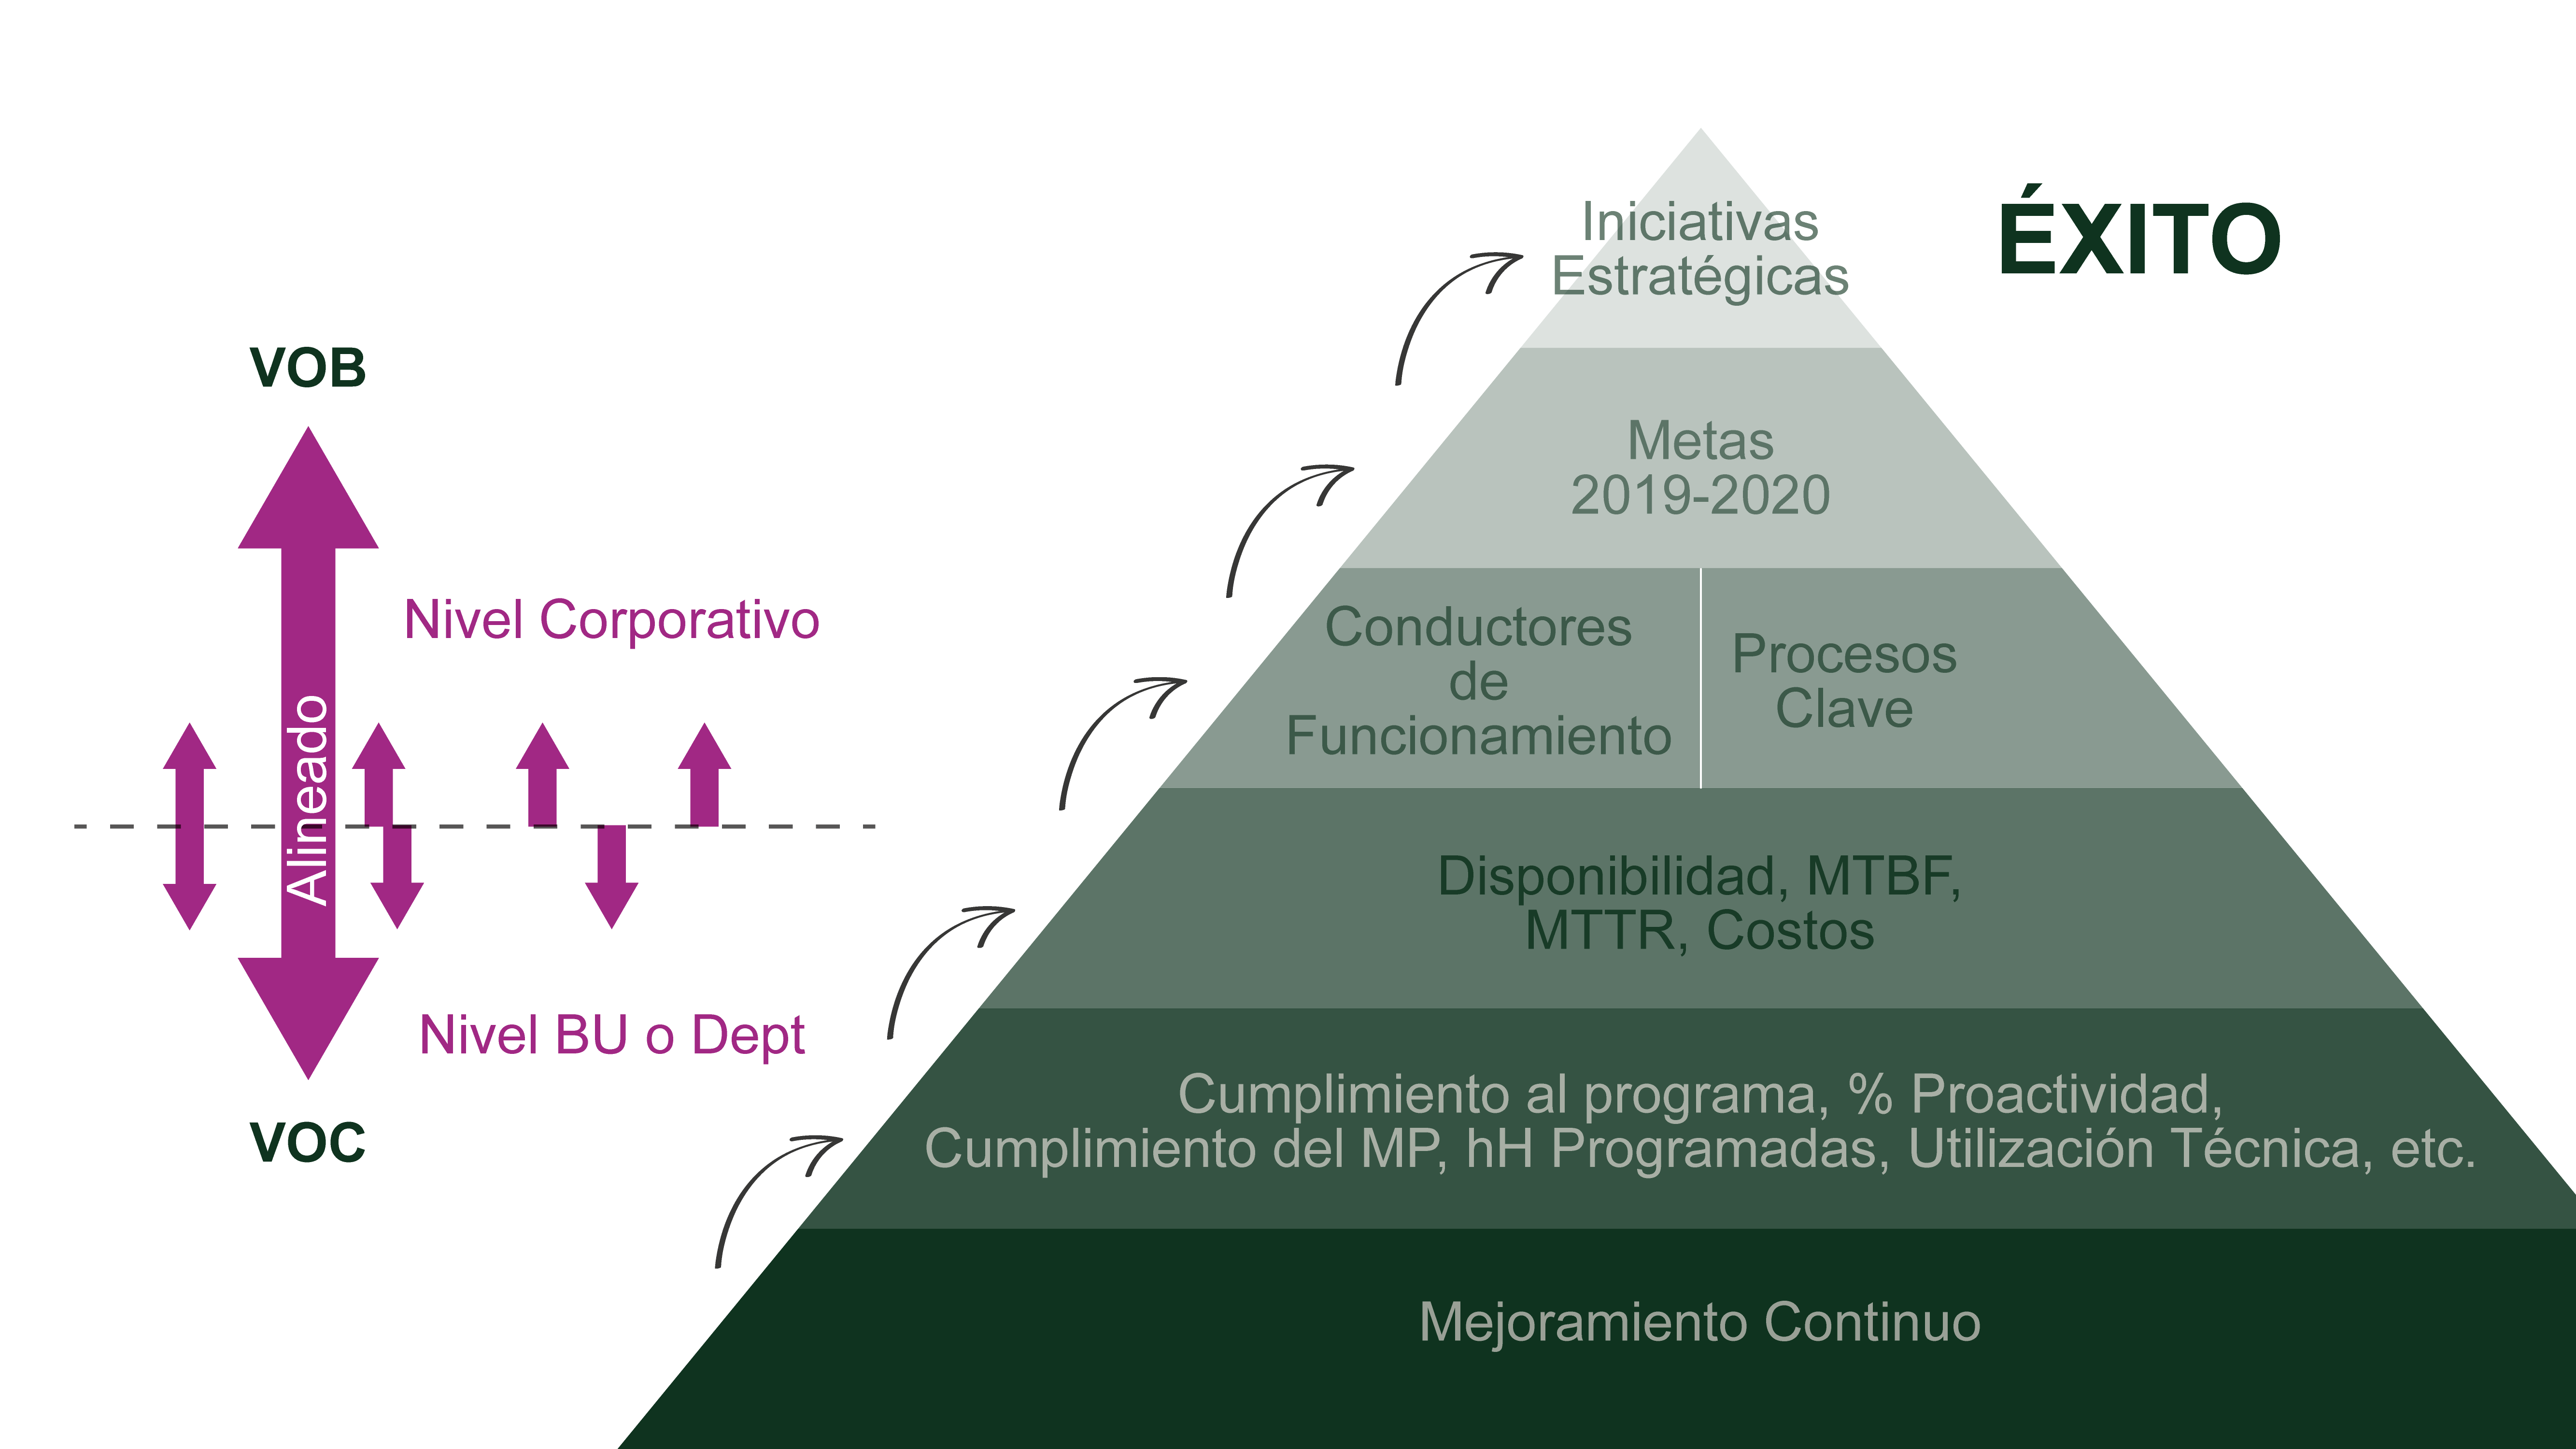 VOB
Nivel Corporativo
Alineado
Nivel BU o Dept
VOC
ÉXITO
Iniciativas
Estratégicas
Metas
2019-2020
Conductores
de
Funcionamiento
Procesos
Clave
Disponibilidad, MTBF,
MTTR, Costos
Cumplimiento al programa, % Proactividad,
Cumplimiento del MP, hH Programadas, Utilización Técnica, etc.
Mejoramiento Continuo